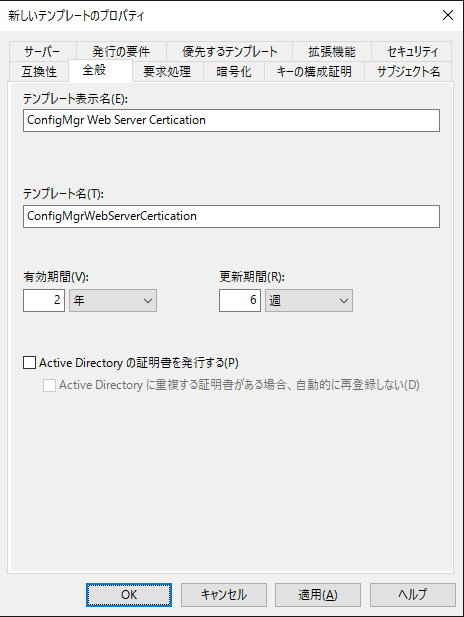 新しいテンプレートのプロパティ
サーバー 発行の要件 優先するテンプレート 拡張機能 セキュリティ
互換性 全般 要求処理 暗号化 キーの構成証明 サブジェクト名
テンプレート表示名(E):
ConfigMgr Web Server Certication
テンプレート名(T):
ConfigMgrWebServerCertication
有効期間(V): 更新期間(R):
2 年 6 週
Active Directory の証明書を発行する(P)
Active Directory に重複する証明書がある場合、自動的に再登録しない(D)
OK キャンセル 適用(A) ヘルプ